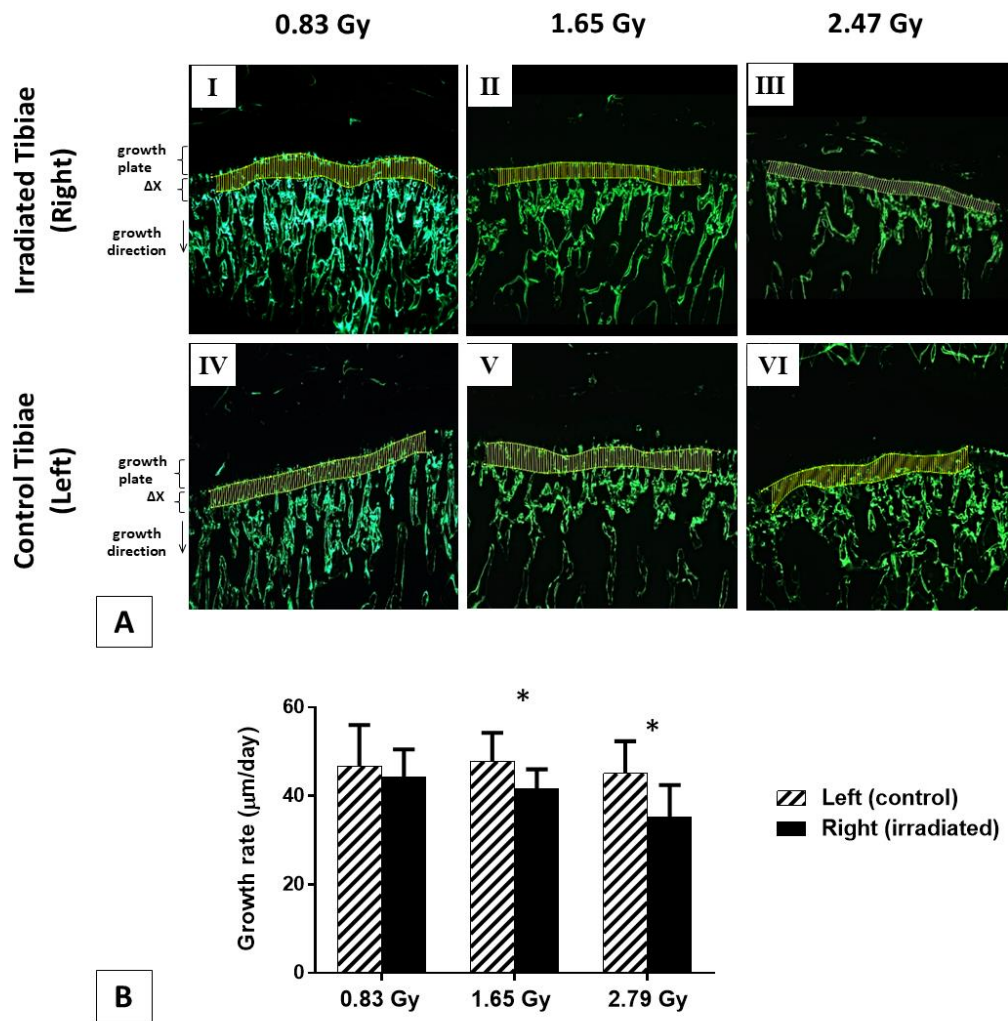 0.83 Gy
1.65 Gy
2.47 Gy
Irradiated Tibiae
(Right)
I
II
III
growth
plate
ΔX
growth
direction
Control Tibiae
(Left)
IV
V
VI
growth
plate
ΔX
growth
direction
A
60
40
20
0
Growth rate (μm/day)
*
*
0.83 Gy
1.65 Gy
2.79 Gy
Left (control)
Right (irradiated)
B